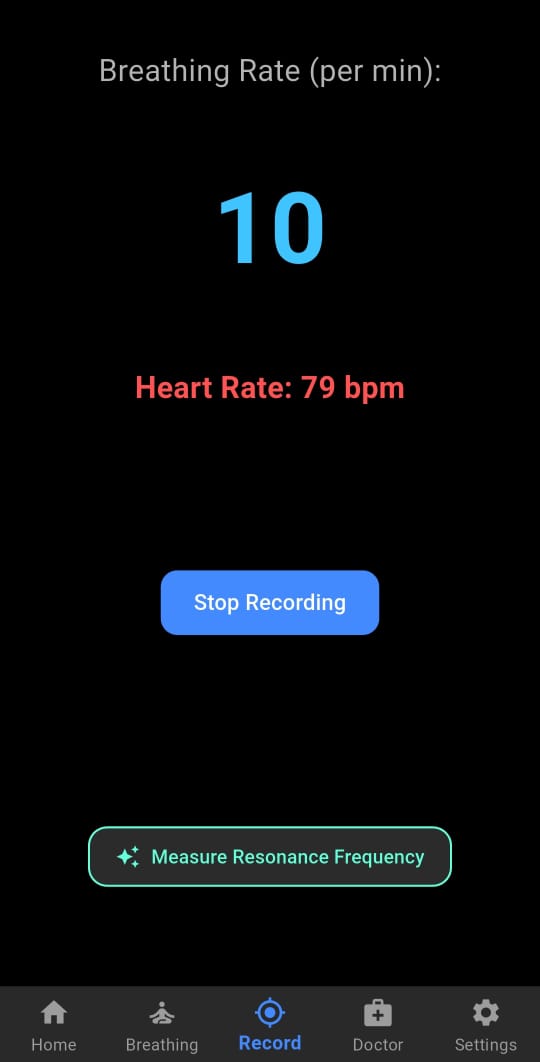 Breathing Rate (per min):
10
Heart Rate: 79 bpm
Stop Recording
Measure Resonance Frequency
Home
Breathing
Record
Doctor
Settings